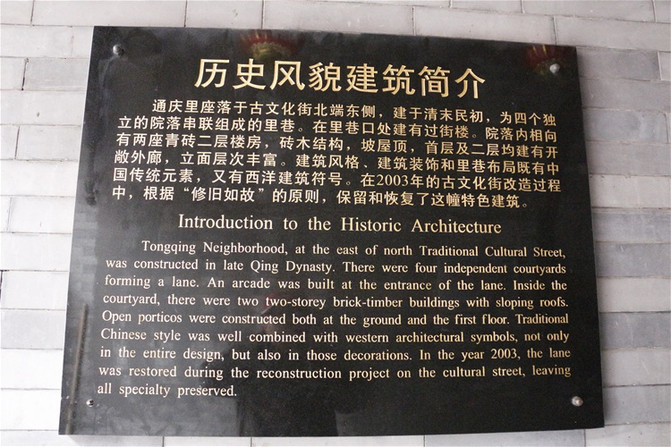 历史风貌建筑简介
通庆里座落于古文化街北端东侧，建于清末民初，为四个独
立的院落串联组成的里巷。在里巷口处建有过街楼。院落内相向
有两座青砖二层楼房，砖木结构，坡屋顶，首层及二层均建有开
敞外廊，立面层次丰富。建筑风格、建筑装饰和里巷布局既有中
国传统元素，又有西洋建筑符号。在2003年的古文化街改造过程
中，根据“修旧如故”的原则，保留和恢复了这幢特色建筑。
Introduction to the Historic Architecture
Tongqing Neighborhood, at the east of north Traditional Cultural Street,
was constructed in late Qing Dynasty. There were four independent courtyards
forming a lane. An arcade was built at the entrance of the lane. Inside the
courtyard, there were two two-storey brick-timber buildings with sloping roofs.
Open porticos were constructed both at the ground and the first floor. Traditional
Chinese style was well combined with western architectural symbols, not only
in the entire design, but also in those decorations. In the year 2003, the lane
was restored during the reconstruction project on the cultural street, leaving
all specialty preserved.